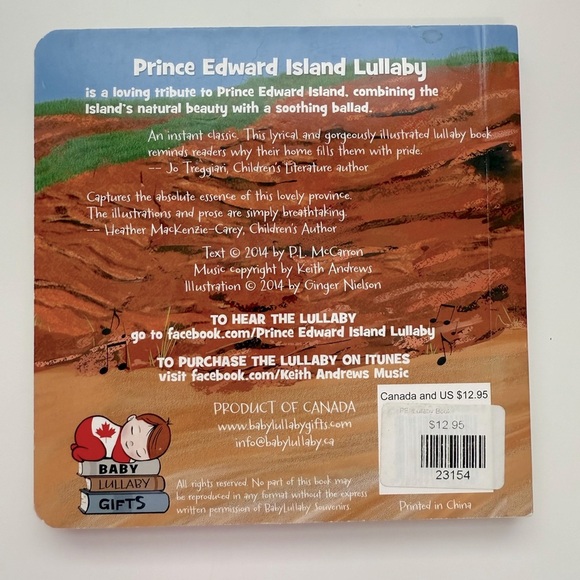 Prince Edward Island Lullaby
is a loving tribute to Prince Edward Island, combining the
Island's natural beauty with a soothing ballad.
An instant classic. This lyrical and gorgeously illustrated lullaby book
reminds readers why their home fills them with pride.
-- Jo Treggiari, Children's Literature author
Captures the absolute essence of this lovely province.
The illustrations and prose are simply breathtaking.
-- Heather MacKenzie-Carey, Children's Author
Text © 2014 by P.L. McCarron
Music copyright by Keith Andrews
Illustration © 2014 by Ginger Nielson
TO HEAR THE LULLABY
go to facebook.com/Prince Edward Island Lullaby
TO PURCHASE THE LULLABY ON ITUNES
visit facebook.com/Keith Andrews Music
PRODUCT OF CANADA
www.babylullabygifts.com
info@babylullaby.ca
BABY
LULLABY
GIFTS
All rights reserved. No part of this book may
be reproduced in any format without the express
written permission of BabyLullaby Souvenirs
Canada and US $12.95
$12.95
23154
Printed in China